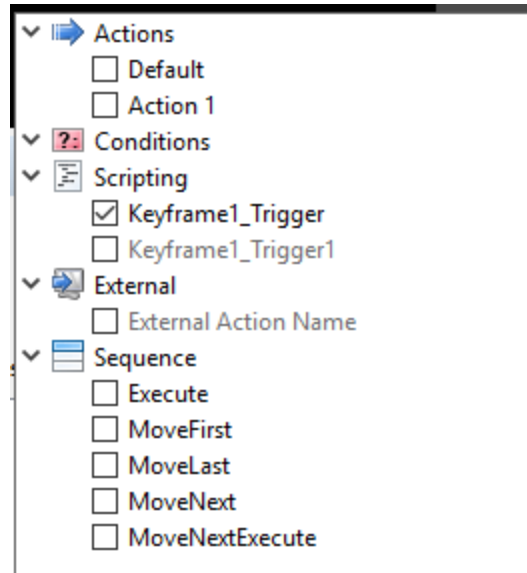 Actions
Default
Action 1
?: Conditions
Scripting
Keyframe1_Trigger
Keyframe1_Trigger1
External
External Action Name
Sequence
Execute
MoveFirst
MoveLast
MoveNext
MoveNextExecute